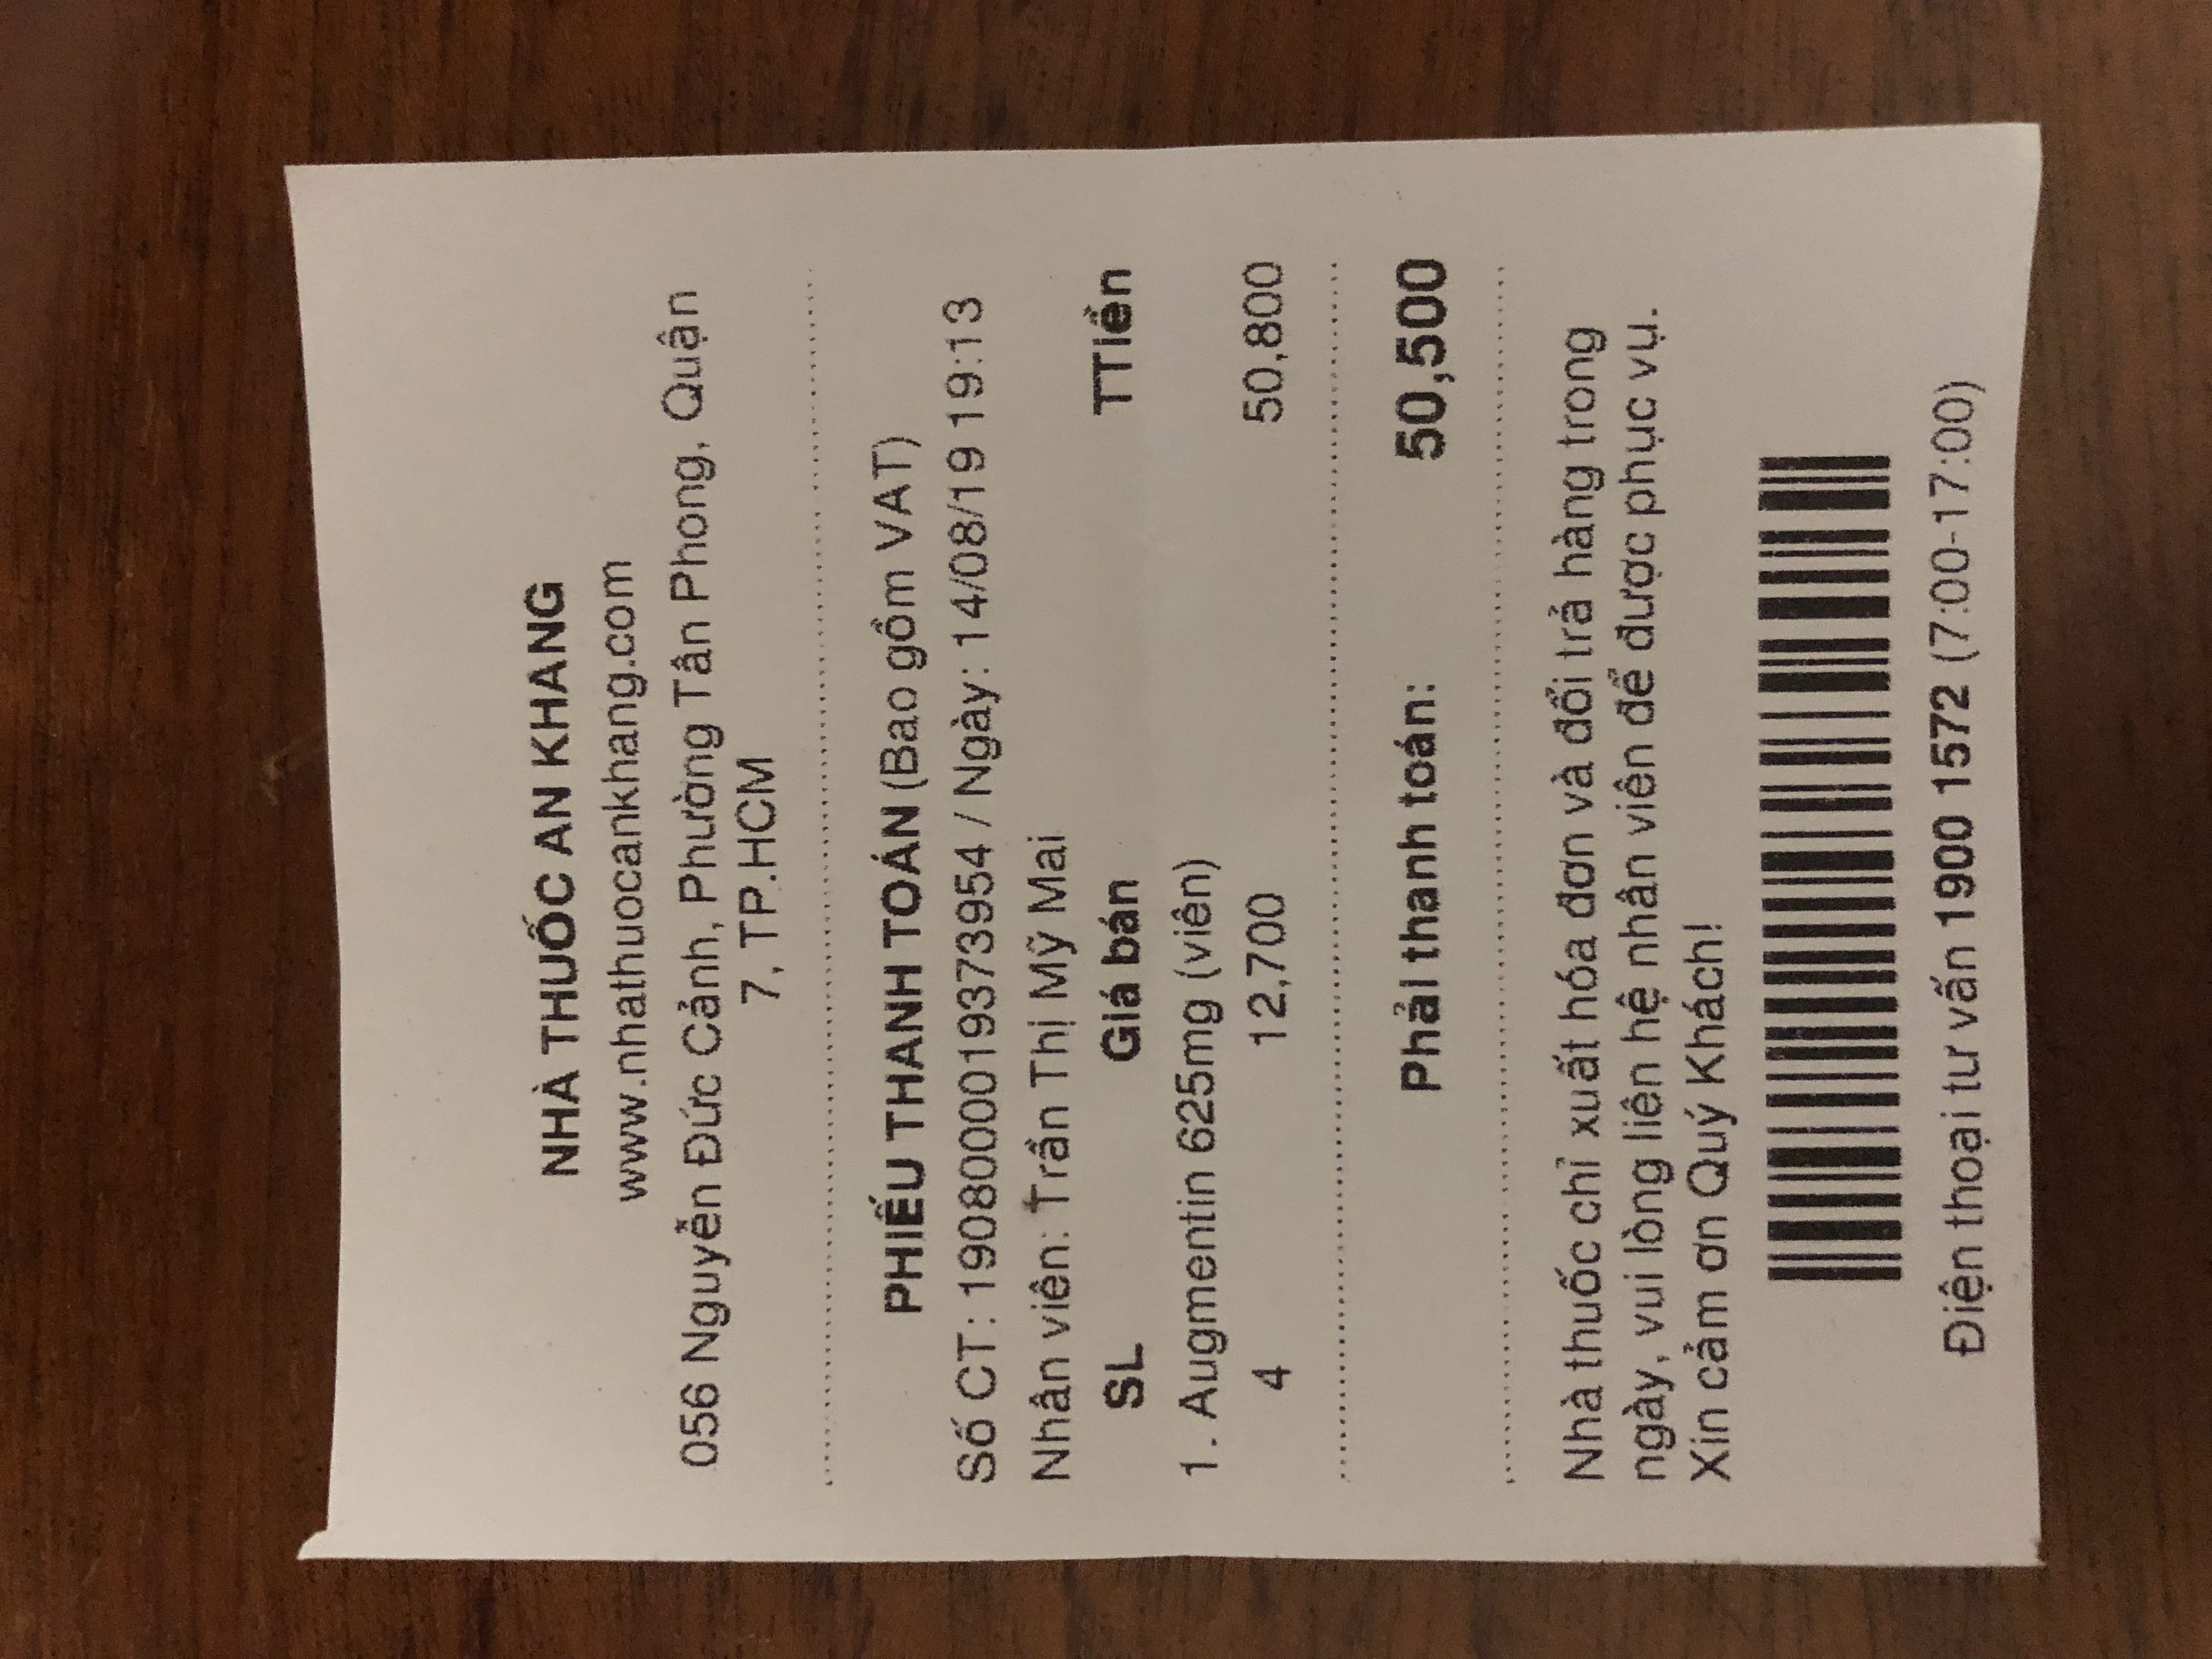 NHÀ THUỐC AN KHANG
www.nhathuocankhang.com
056 Nguyễn Đức Cảnh, Phường Tân Phong, Quận
7, TP.HCM
PHIẾU THANH TOÁN (Bao gồm VAT)
Số CT: 1908000019373954 / Ngày: 14/08/19 19:13
Nhân viên: Trần Thị Mỹ Mai
SL Giá bán TTiền
1. Augmentin 625mg (viên)
4 12,700 50,800
Phải thanh toán: 50,500
Nhà thuốc chỉ xuất hóa đơn và đổi trả hàng trong
ngày, vui lòng liên hệ nhân viên để được phục vụ.
Xin cảm ơn Quý Khách!
Điện thoại tư vấn 1900 1572 (7:00-17:00)